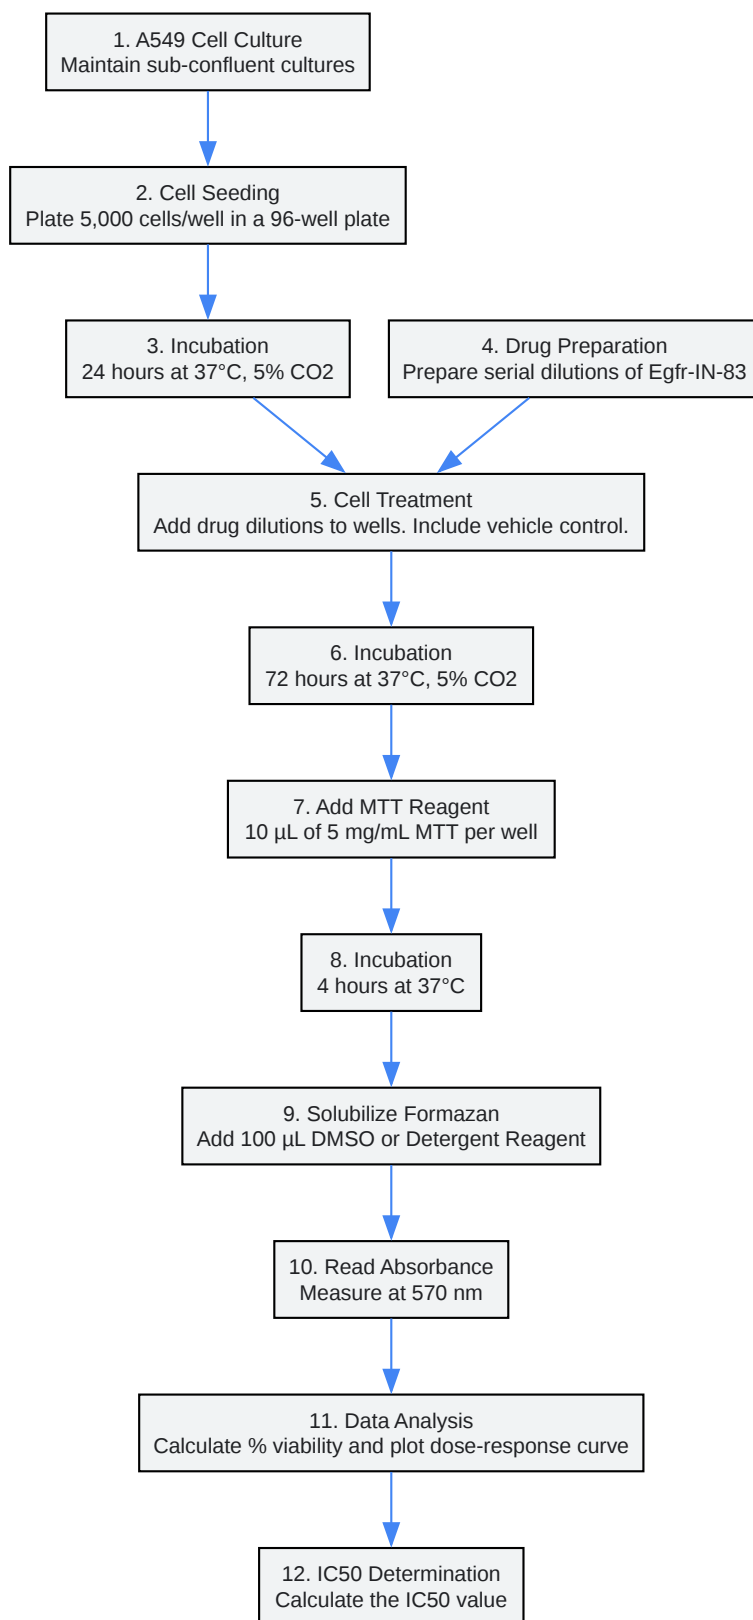 1. A549 Cell Culture
Maintain sub-confluent cultures
2. Cell Seeding
Plate 5,000 cells/well in a 96-well plate
3. Incubation
24 hours at 37°C, 5% CO2
4. Drug Preparation
Prepare serial dilutions of Egfr-IN-83
5. Cell Treatment
Add drug dilutions to wells. Include vehicle control.
6. Incubation
72 hours at 37°C, 5% CO2
7. Add MTT Reagent
10 µL of 5 mg/mL MTT per well
8. Incubation
4 hours at 37°C
9. Solubilize Formazan
Add 100 µL DMSO or Detergent Reagent
10. Read Absorbance
Measure at 570 nm
11. Data Analysis
Calculate % viability and plot dose-response curve
12. IC50 Determination
Calculate the IC50 value